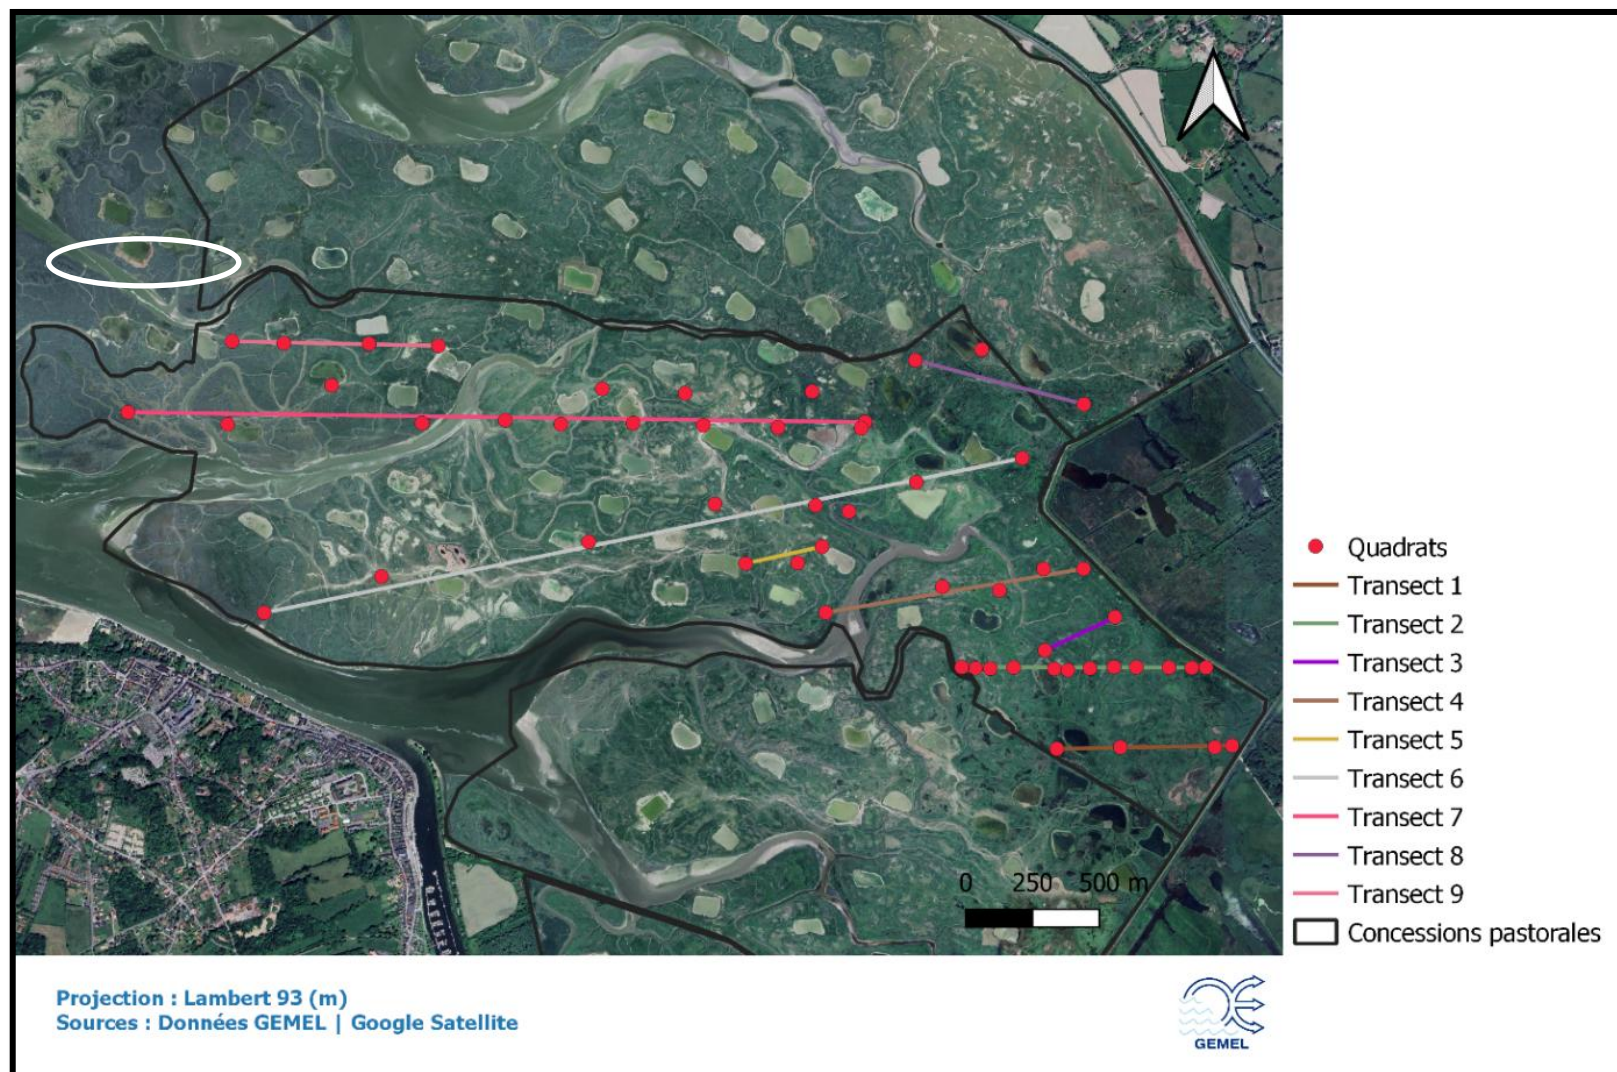 Quadrats
Transect 1
Transect 2
Transect 3
Transect 4
Transect 5
Transect 6
Transect 7
Transect 8
Transect 9
Concessions pastorales
0 250 500 m
Projection : Lambert 93 (m)
Sources : Données GEMEL | Google Satellite
GEMEL